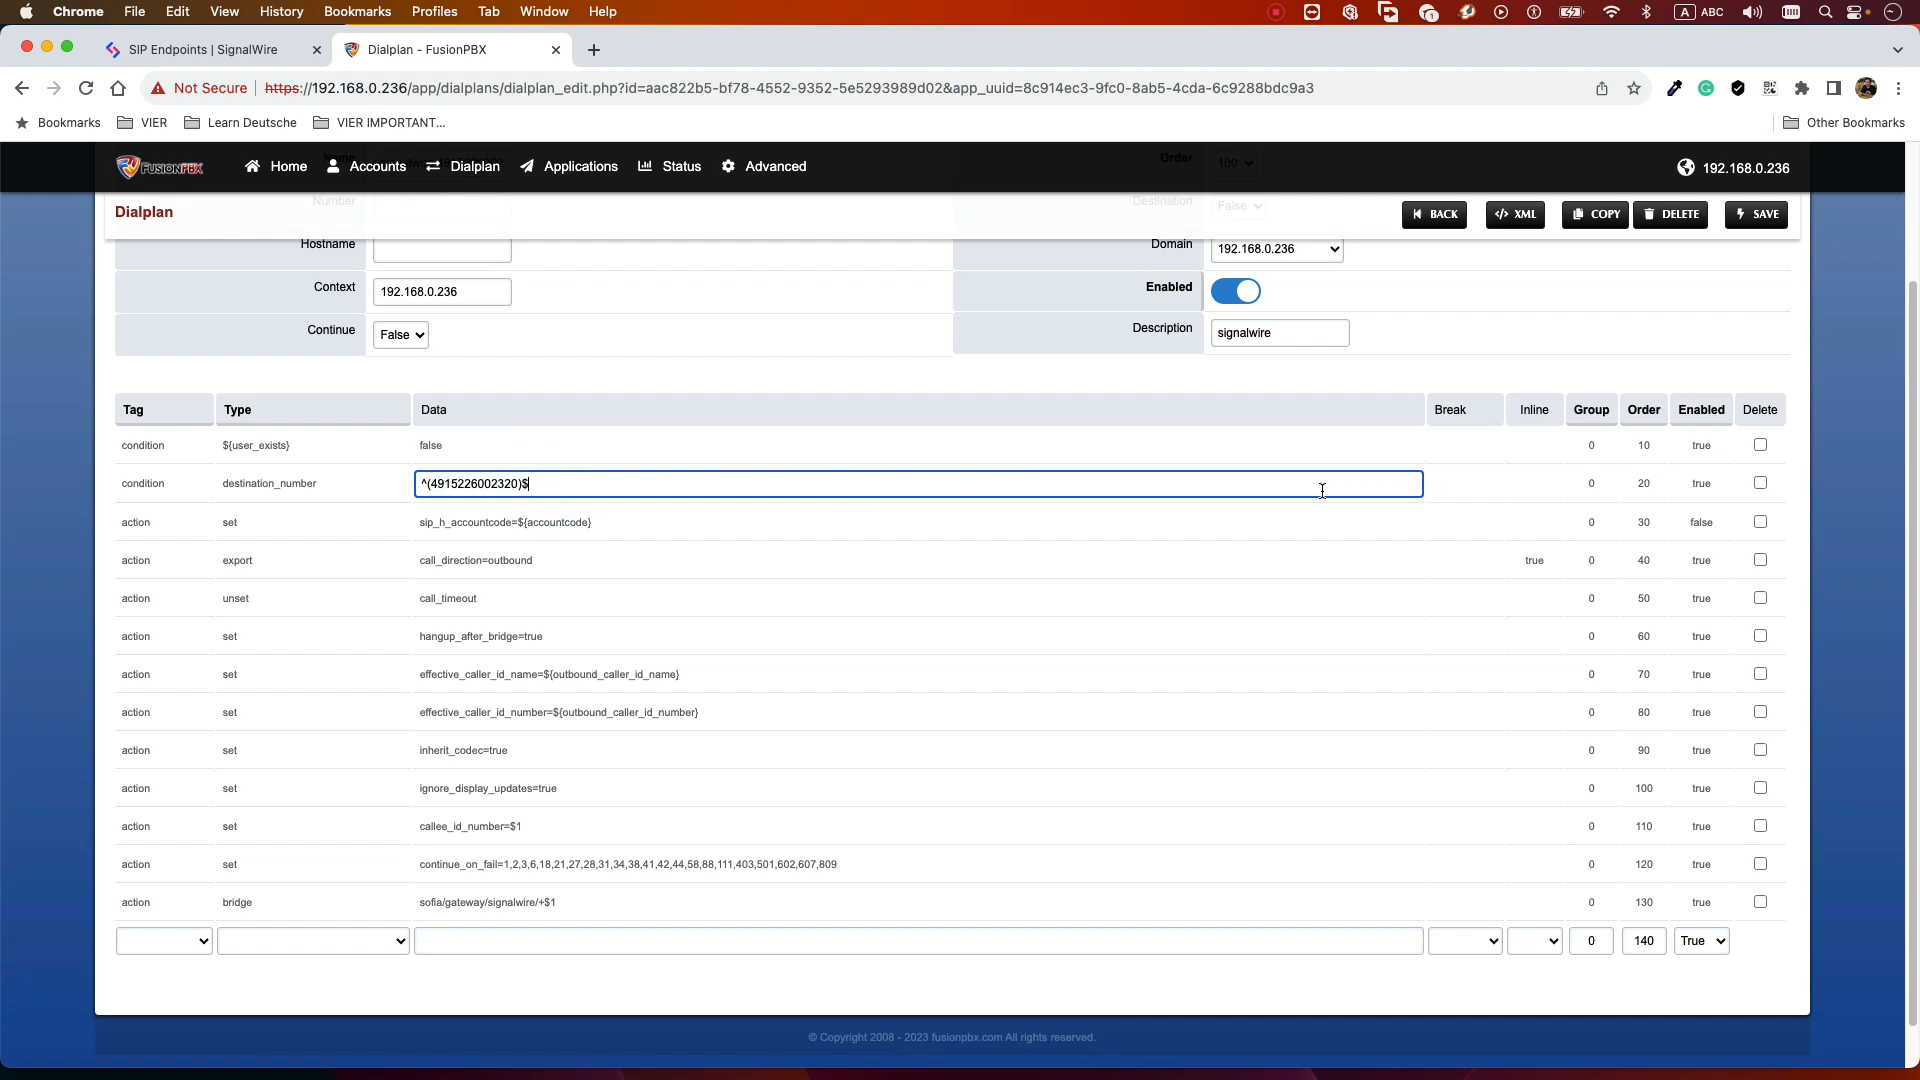 Chrome File Edit View History Bookmarks Profiles Tab Window Help
A ABC
SIP Endpoints | SignalWire
Dialplan - FusionPBX
Not Secure https://192.168.0.236/app/dialplans/dialplan_edit.php?id=aac822b5-bf78-4552-9352-5e5293989d02&app_uuid=8c914ec3-9fc0-8ab5-4cda-6c9288bdc9a3
Bookmarks VIER Learn Deutsche VIER IMPORTANT... Other Bookmarks
FUSIONPBX Home Accounts Dialplan Applications Status Advanced 192.168.0.236
Name Order 100
Number Destination False
Dialplan BACK </> XML COPY DELETE SAVE
Hostname Domain 192.168.0.236
Context 192.168.0.236 Enabled
Continue False Description signalwire
Tag Type Data Break Inline Group Order Enabled Delete
condition ${user_exists} false 0 10 true
condition destination_number ^(4915226002320)$ 0 20 true
action set sip_h_accountcode=${accountcode} 0 30 false
action export call_direction=outbound true 0 40 true
action unset call_timeout 0 50 true
action set hangup_after_bridge=true 0 60 true
action set effective_caller_id_name=${outbound_caller_id_name} 0 70 true
action set effective_caller_id_number=${outbound_caller_id_number} 0 80 true
action set inherit_codec=true 0 90 true
action set ignore_display_updates=true 0 100 true
action set callee_id_number=$1 0 110 true
action set continue_on_fail=1,2,3,6,18,21,27,28,31,34,38,41,42,44,58,88,111,403,501,602,607,809 0 120 true
action bridge sofia/gateway/signalwire/+$1 0 130 true
0 140 True
© Copyright 2008 - 2023 fusionpbx.com All rights reserved.